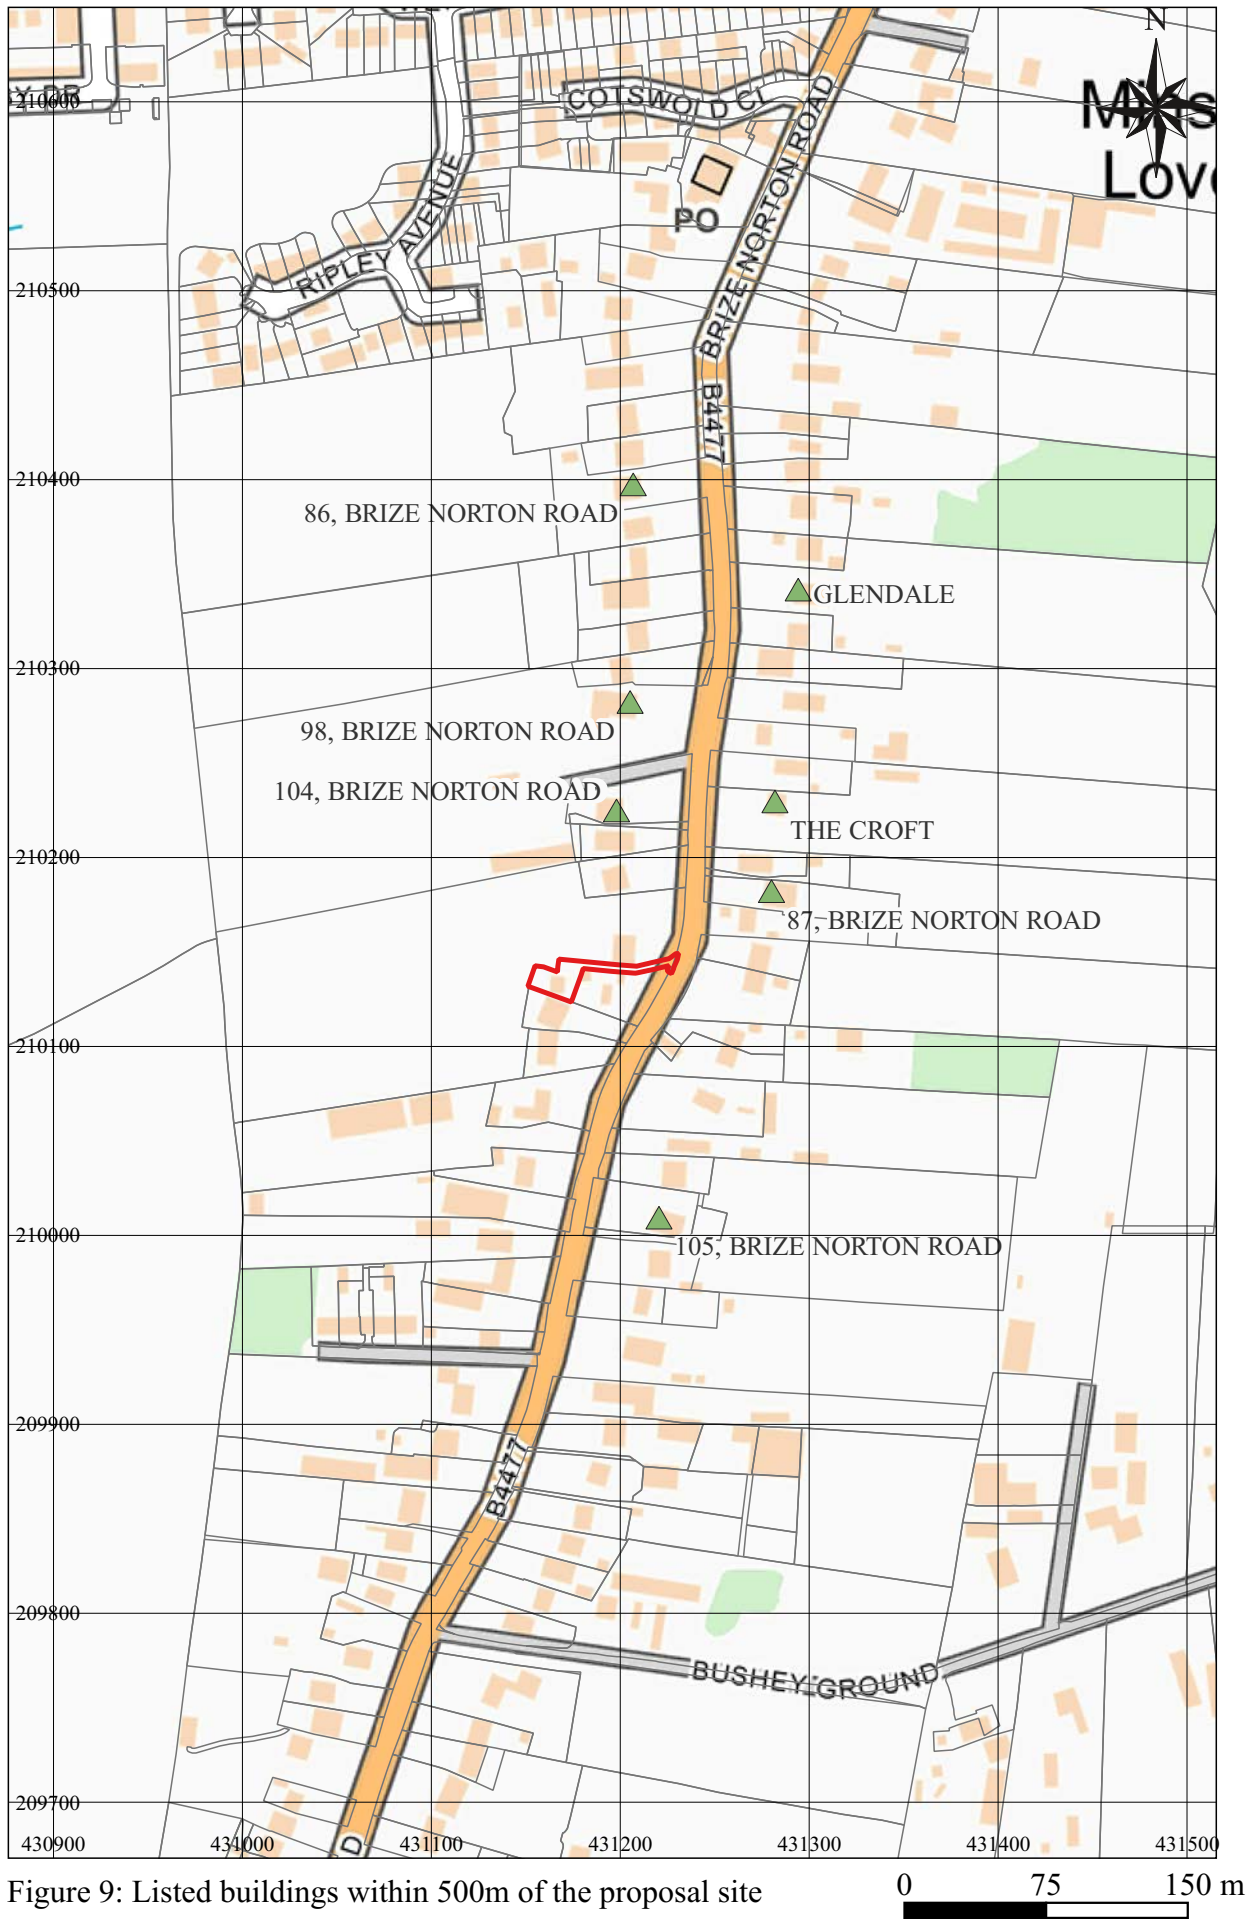 N
210600
COTSWOLD CL
BRIZE NORTON ROAD
PO
RIPLEY AVENUE
210500
B4477
210400
86, BRIZE NORTON ROAD
GLENDALE
210300
98, BRIZE NORTON ROAD
104, BRIZE NORTON ROAD
THE CROFT
210200
87, BRIZE NORTON ROAD
210100
210000
105, BRIZE NORTON ROAD
209900
B4477
209800
BUSHEY GROUND
209700
D
430900 431000 431100 431200 431300 431400 431500
Figure 9: Listed buildings within 500m of the proposal site
0 75 150 m